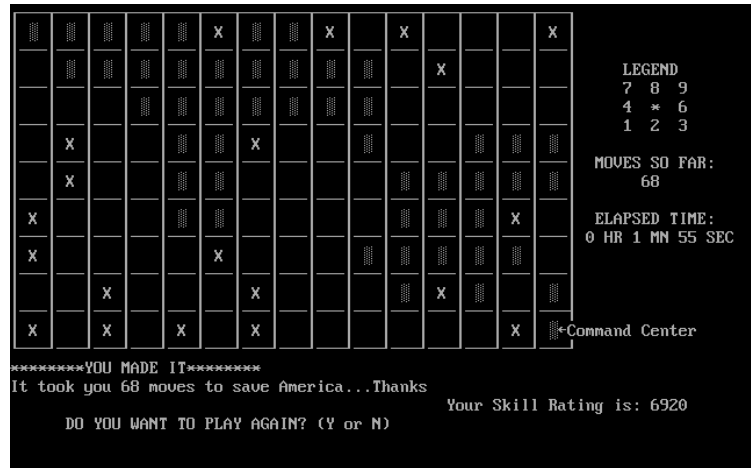 X X X X
X LEGEND
7 8 9
4 * 6
1 2 3
X X
MOVES SO FAR:
X 68
X X ELAPSED TIME:
0 HR 1 MN 55 SEC
X X
X X X
X X X X X ←Command Center
********YOU MADE IT********
It took you 68 moves to save America...Thanks
Your Skill Rating is: 6920
DO YOU WANT TO PLAY AGAIN? (Y or N)